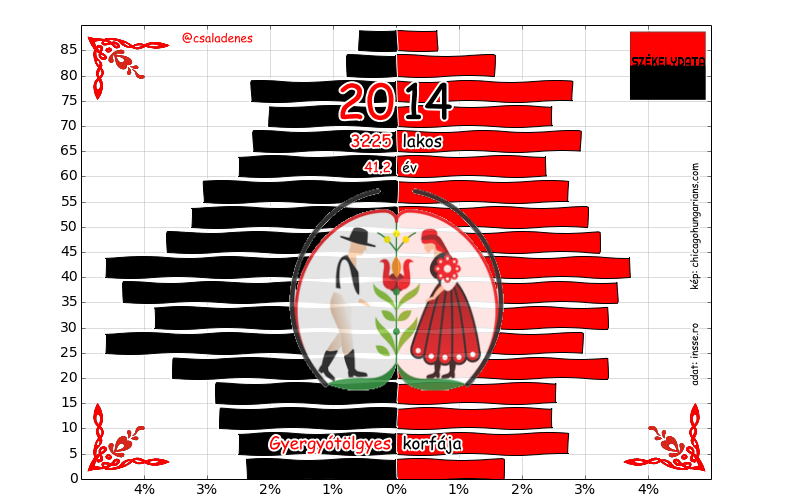 @csaladenes
SZÉKELYDATA
2014
3225 lakos
41,2 év
kép: chicagohungarians.com
adat: insse.ro
Gyergyótölgyes korfája
85
80
75
70
65
60
55
50
45
40
35
30
25
20
15
10
5
0
4% 3% 2% 1% 0% 1% 2% 3% 4%